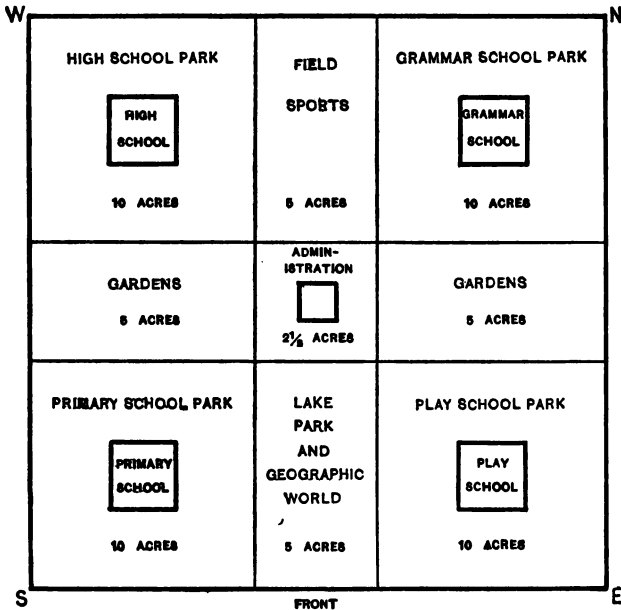 W
N
HIGH SCHOOL PARK
HIGH
SCHOOL
10 ACRES
FIELD
SPORTS
5 ACRES
GRAMMAR SCHOOL PARK
GRAMMAR
SCHOOL
10 ACRES
GARDENS
5 ACRES
ADMIN-
ISTRATION
2½ ACRES
GARDENS
5 ACRES
PRIMARY SCHOOL PARK
PRIMARY
SCHOOL
10 ACRES
LAKE
PARK
AND
GEOGRAPHIC
WORLD
5 ACRES
PLAY SCHOOL PARK
PLAY
SCHOOL
10 ACRES
S
FRONT
E